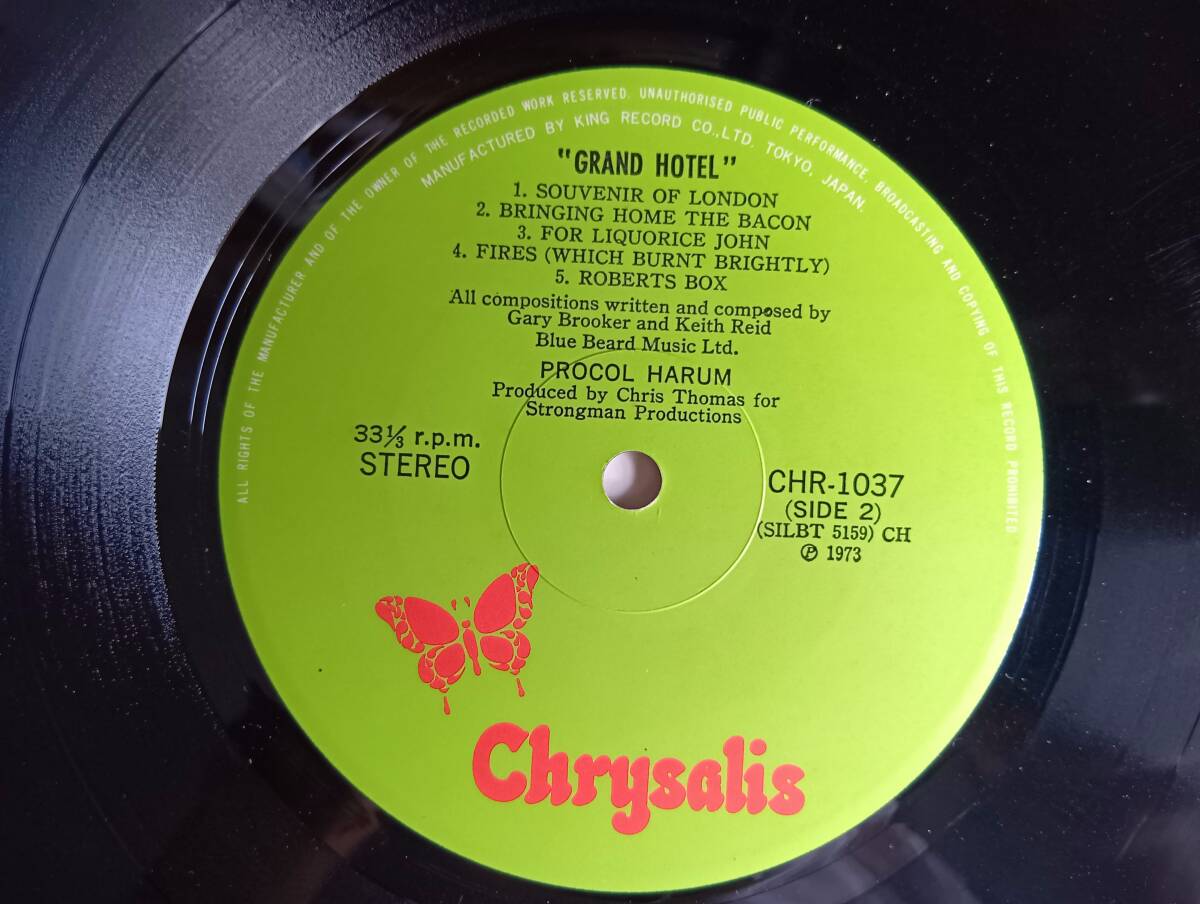 ALL RIGHTS OF THE MANUFACTURER AND OF THE OWNER OF THE RECORDED WORK RESERVED. UNAUTHORISED PUBLIC PERFORMANCE, BROADCASTING AND COPYING OF THIS RECORD PROHIBITED
MANUFACTURED BY KING RECORD CO., LTD. TOKYO, JAPAN.
"GRAND HOTEL"
1. SOUVENIR OF LONDON
2. BRINGING HOME THE BACON
3. FOR LIQUORICE JOHN
4. FIRES (WHICH BURNT BRIGHTLY)
5. ROBERTS BOX
All compositions written and composed by
Gary Brooker and Keith Reid
Blue Beard Music Ltd.
PROCOL HARUM
Produced by Chris Thomas for
Strongman Productions
33⅓ r.p.m.
STEREO
CHR-1037
(SIDE 2)
(SILBT 5159) CH
℗ 1973
Chrysalis